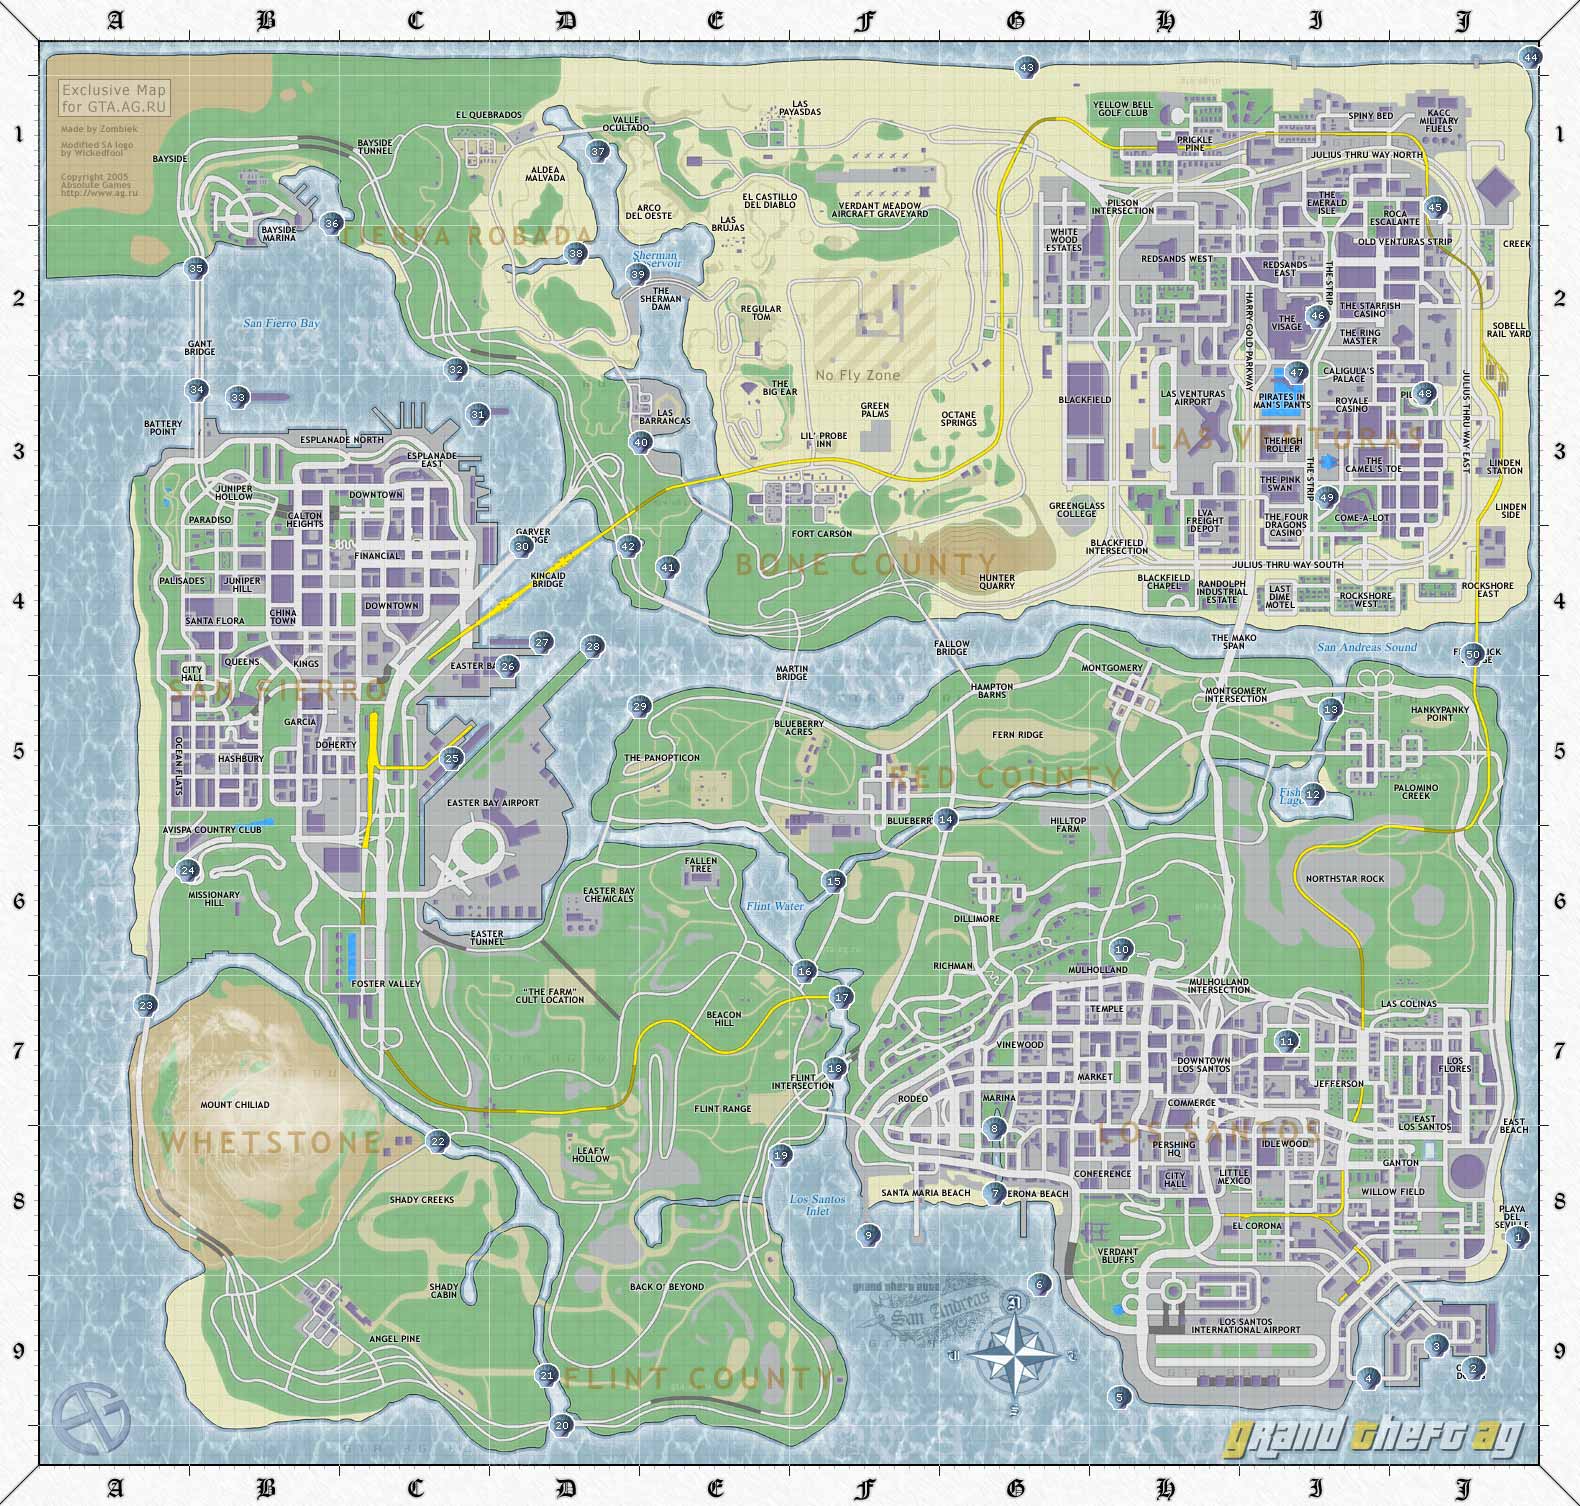 A B C D E F G H I J
Exclusive Map
for GTA.AG.RU
Made by Zombiek
Modified SA logo
by Wickedfool
Copyright 2005
Absolute Games
http://www.ag.ru
43
44
1
EL QUEBRADOS
VALLE
OCULTADO
LAS
PAYASDAS
YELLOW BELL
GOLF CLUB
SPINY BED
KACC
MILITARY
FUELS
1
BAYSIDE
BAYSIDE
TUNNEL
37
PRICKLE
PINE
JULIUS THRU WAY NORTH
ALDEA
MALVADA
ARCO
DEL OESTE
LAS
BRUJAS
EL CASTILLO
DEL DIABLO
VERDANT MEADOW
AIRCRAFT GRAVEYARD
PILSON
INTERSECTION
THE
EMERALD
ISLE
ROCA
ESCALANTE
45
36
BAYSIDE
MARINA
TIERRA ROBADA
WHITE
WOOD
ESTATES
OLD VENTURAS STRIP
CREEK
35
38
39
Sherman
Reservoir
REDSANDS WEST
REDSANDS
EAST
THE STRIP
2
THE
SHERMAN
DAM
REGULAR
TOM
HARRY GOLD PARKWAY
THE
VISAGE
46
THE STARFISH
CASINO
THE RING
MASTER
SOBELL
RAIL YARD
2
San Fierro Bay
GANT
BRIDGE
32
No Fly Zone
47
CALIGULA'S
PALACE
34
33
31
THE
BIG EAR
LAS
BARRANCAS
GREEN
PALMS
OCTANE
SPRINGS
BLACKFIELD
LAS VENTURAS
AIRPORT
PIRATES IN
MAN'S PANTS
ROYALE
CASINO
48
JULIUS THRU WAY EAST
BATTERY
POINT
ESPLANADE NORTH
40
LIL' PROBE
INN
LAS VENTURAS
3
ESPLANADE
EAST
THE HIGH
ROLLER
THE
CAMEL'S TOE
LINDEN
STATION
3
JUNIPER
HOLLOW
DOWNTOWN
THE PINK
SWAN
THE STRIP
49
PARADISO
CALTON
HEIGHTS
GREENGLASS
COLLEGE
LVA
FREIGHT
DEPOT
THE FOUR
DRAGONS
CASINO
COME-A-LOT
LINDEN
SIDE
30
42
FORT CARSON
BLACKFIELD
INTERSECTION
FINANCIAL
KINCAID
BRIDGE
41
BONE COUNTY
HUNTER
QUARRY
JULIUS THRU WAY SOUTH
PALISADES
JUNIPER
HILL
BLACKFIELD
CHAPEL
RANDOLPH
INDUSTRIAL
ESTATE
LAST
DIME
MOTEL
ROCKSHORE
WEST
ROCKSHORE
EAST
4
DOWNTOWN
4
SANTA FLORA
CHINA
TOWN
27
28
FALLOW
BRIDGE
THE MAKO
SPAN
San Andreas Sound
50
CITY
HALL
QUEENS
KINGS
26
MARTIN
BRIDGE
MONTGOMERY
SAN FIERRO
HAMPTON
BARNS
MONTGOMERY
INTERSECTION
29
13
HANKYPANKY
POINT
GARCIA
BLUEBERRY
ACRES
FERN RIDGE
5
OCEAN FLATS
DOHERTY
HASHBURY
25
THE PANOPTICON
RED COUNTY
5
EASTER BAY AIRPORT
12
PALOMINO
CREEK
AVISPA COUNTRY CLUB
14
HILLTOP
FARM
24
FALLEN
TREE
15
NORTHSTAR ROCK
6
MISSIONARY
HILL
EASTER BAY
CHEMICALS
Flint Water
DILLIMORE
6
EASTER
TUNNEL
10
MULHOLLAND
FOSTER VALLEY
"THE FARM"
CULT LOCATION
16
RICHMAN
MULHOLLAND
INTERSECTION
23
17
TEMPLE
LAS COLINAS
BEACON
HILL
VINEWOOD
11
7
18
FLINT
INTERSECTION
DOWNTOWN
LOS SANTOS
LOS
FLORES
7
MOUNT CHILIAD
FLINT RANGE
RODEO
MARKET
MARINA
COMMERCE
JEFFERSON
WHETSTONE
22
LEAFY
HOLLOW
19
8
LOS SANTOS
PERSHING
HQ
IDLEWOOD
EAST
LOS SANTOS
EAST
BEACH
GANTON
8
SHADY CREEKS
Los Santos
Inlet
SANTA MARIA BEACH
7
CONFERENCE
CITY
HALL
LITTLE
MEXICO
WILLOW FIELD
PLAYA
DEL
SEVILLE
1
9
EL CORONA
VERDANT
BLUFFS
SHADY
CABIN
BACK O' BEYOND
6
grand theft auto
San Andreas
ANGEL PINE
LOS SANTOS
INTERNATIONAL AIRPORT
9
21
FLINT COUNTY
3
2
4
5
9
20
Grand Theft AG
A B C D E F G H I J